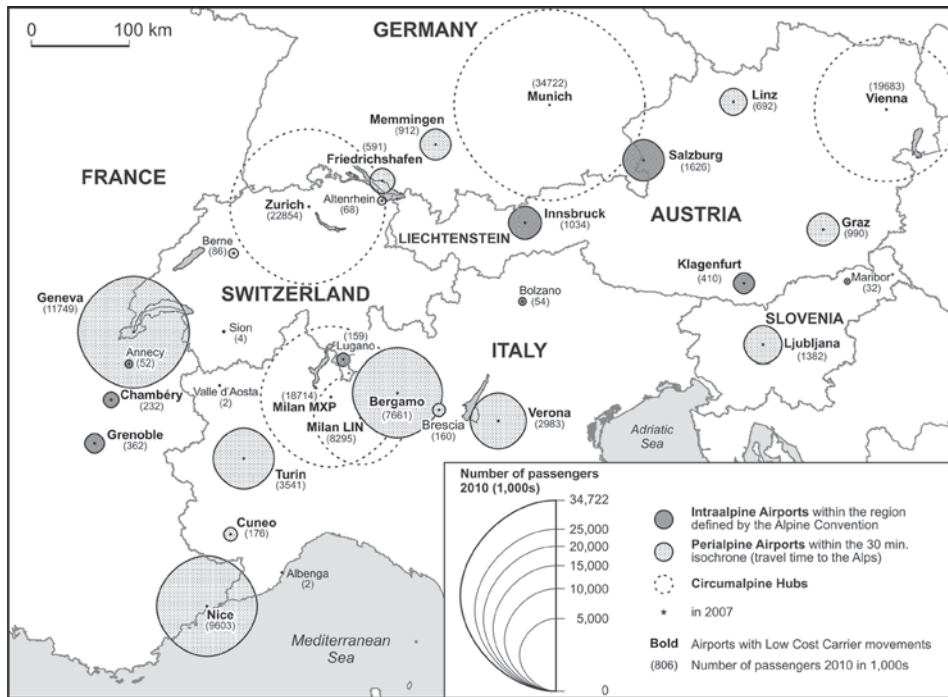 0 100 km
GERMANY
(34722)
Munich
Linz
(692)
(19683)
Vienna
Memmingen
(912)
(591)
Friedrichshafen
Salzburg
(1626)
FRANCE
Altenrhein
(68)
Zurich
(22854)
Innsbruck
(1034)
AUSTRIA
Graz
(990)
LIECHTENSTEIN
Berne
(86)
Klagenfurt
(410)
Maribor*
(32)
Geneva
(11749)
SWITZERLAND
Bolzano
(54)
SLOVENIA
Sion
(4)
(159)
Lugano
Ljubljana
(1382)
ITALY
Annecy
(52)
Valle d'Aosta
(2)
(18714)
Milan MXP
Bergamo
(7661)
Chambéry
(232)
Milan LIN
(8295)
Brescia
(160)
Verona
(2983)
Adriatic
Sea
Grenoble
(362)
Turin
(3541)
Cuneo
(176)
Albenga
(2)
Nice
(9603)
Mediterranean
Sea
Number of passengers
2010 (1,000s)
34,722
25,000
20,000
15,000
10,000
5,000
0
Intraalpine Airports within the region
defined by the Alpine Convention
Perialpine Airports within the 30 min.
isochrone (travel time to the Alps)
Circumalpine Hubs
* in 2007
Bold Airports with Low Cost Carrier movements
(806) Number of passengers 2010 in 1,000s